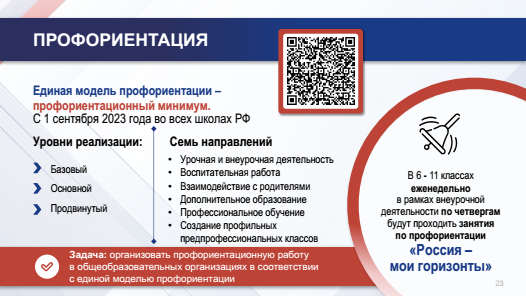 ПРОФОРИЕНТАЦИЯ
Единая модель профориентации –
профориентационный минимум.
С 1 сентября 2023 года во всех школах РФ
Уровни реализации:
Базовый
Основной
Продвинутый
Семь направлений
• Урочная и внеурочная деятельность
• Воспитательная работа
• Взаимодействие с родителями
• Дополнительное образование
• Профессиональное обучение
• Создание профильных
предпрофессиональных классов
В 6 - 11 классах
еженедельно
в рамках внеурочной
деятельности по четвергам
будут проходить занятия
по профориентации
«Россия –
мои горизонты»
Задача: организовать профориентационную работу
в общеобразовательных организациях в соответствии
с единой моделью профориентации
23